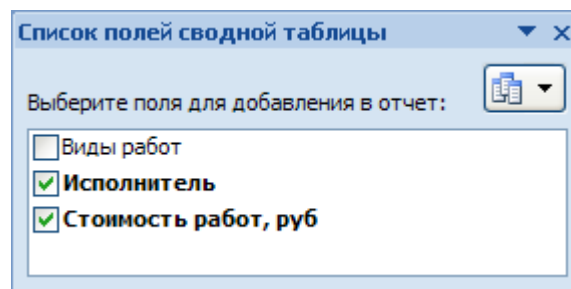 Список полей сводной таблицы
Выберите поля для добавления в отчет:
Виды работ
Исполнитель
Стоимость работ, руб